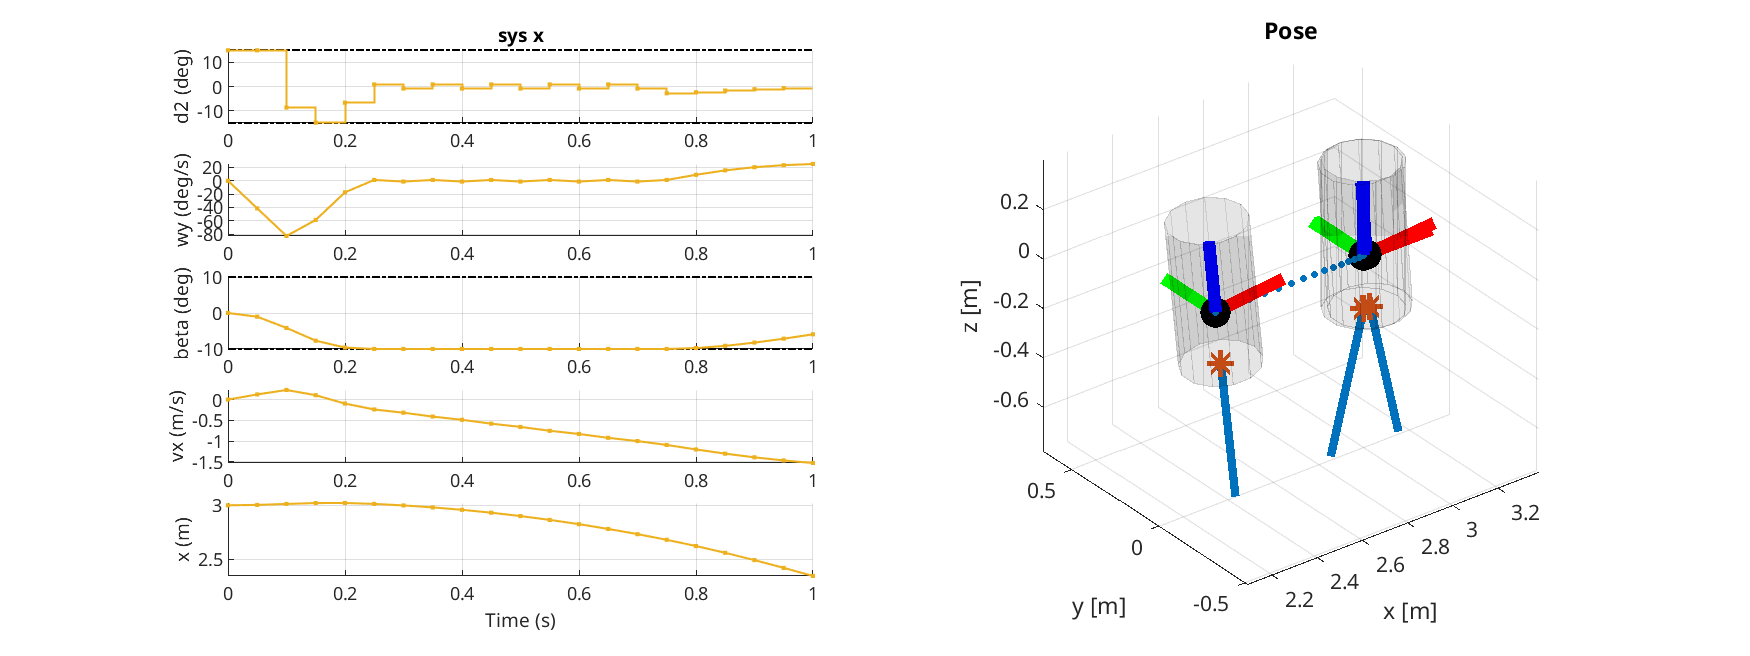 sys x
d2 (deg)
10
0
-10
0 0.2 0.4 0.6 0.8 1
wy (deg/s)
20
0
-20
-40
-60
-80
0 0.2 0.4 0.6 0.8 1
beta (deg)
10
0
-10
0 0.2 0.4 0.6 0.8 1
vx (m/s)
0
-0.5
-1
-1.5
0 0.2 0.4 0.6 0.8 1
x (m)
3
2.5
0 0.2 0.4 0.6 0.8 1
Time (s)
Pose
z [m]
0.2
0
-0.2
-0.4
-0.6
0.5
0
-0.5
y [m]
2.2
2.4
2.6
2.8
3
3.2
x [m]